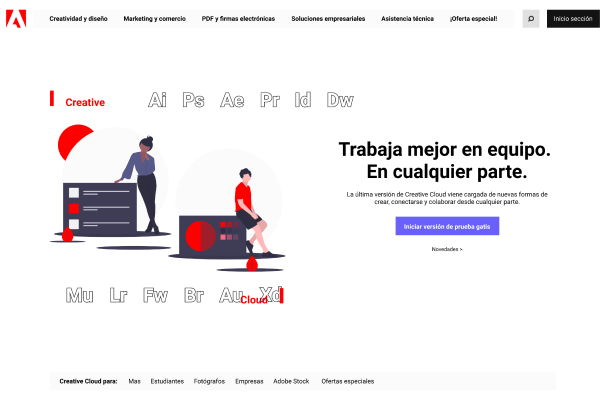 Creatividad y diseño Marketing y comercio PDF y firmas electrónicas Soluciones empresariales Asistencia técnica ¡Oferta especial! Inicio sección
Creative Ai Ps Ae Pr Id Dw
Trabaja mejor en equipo.
En cualquier parte.
La última versión de Creative Cloud viene cargada de nuevas formas de
crear, conectarse y colaborar desde cualquier parte.
Iniciar versión de prueba gatis
Novedades >
Mu Lr Fw Br Au Xd
Cloud
Creative Cloud para: Mas Estudiantes Fotógrafos Empresas Adobe Stock Ofertas especiales